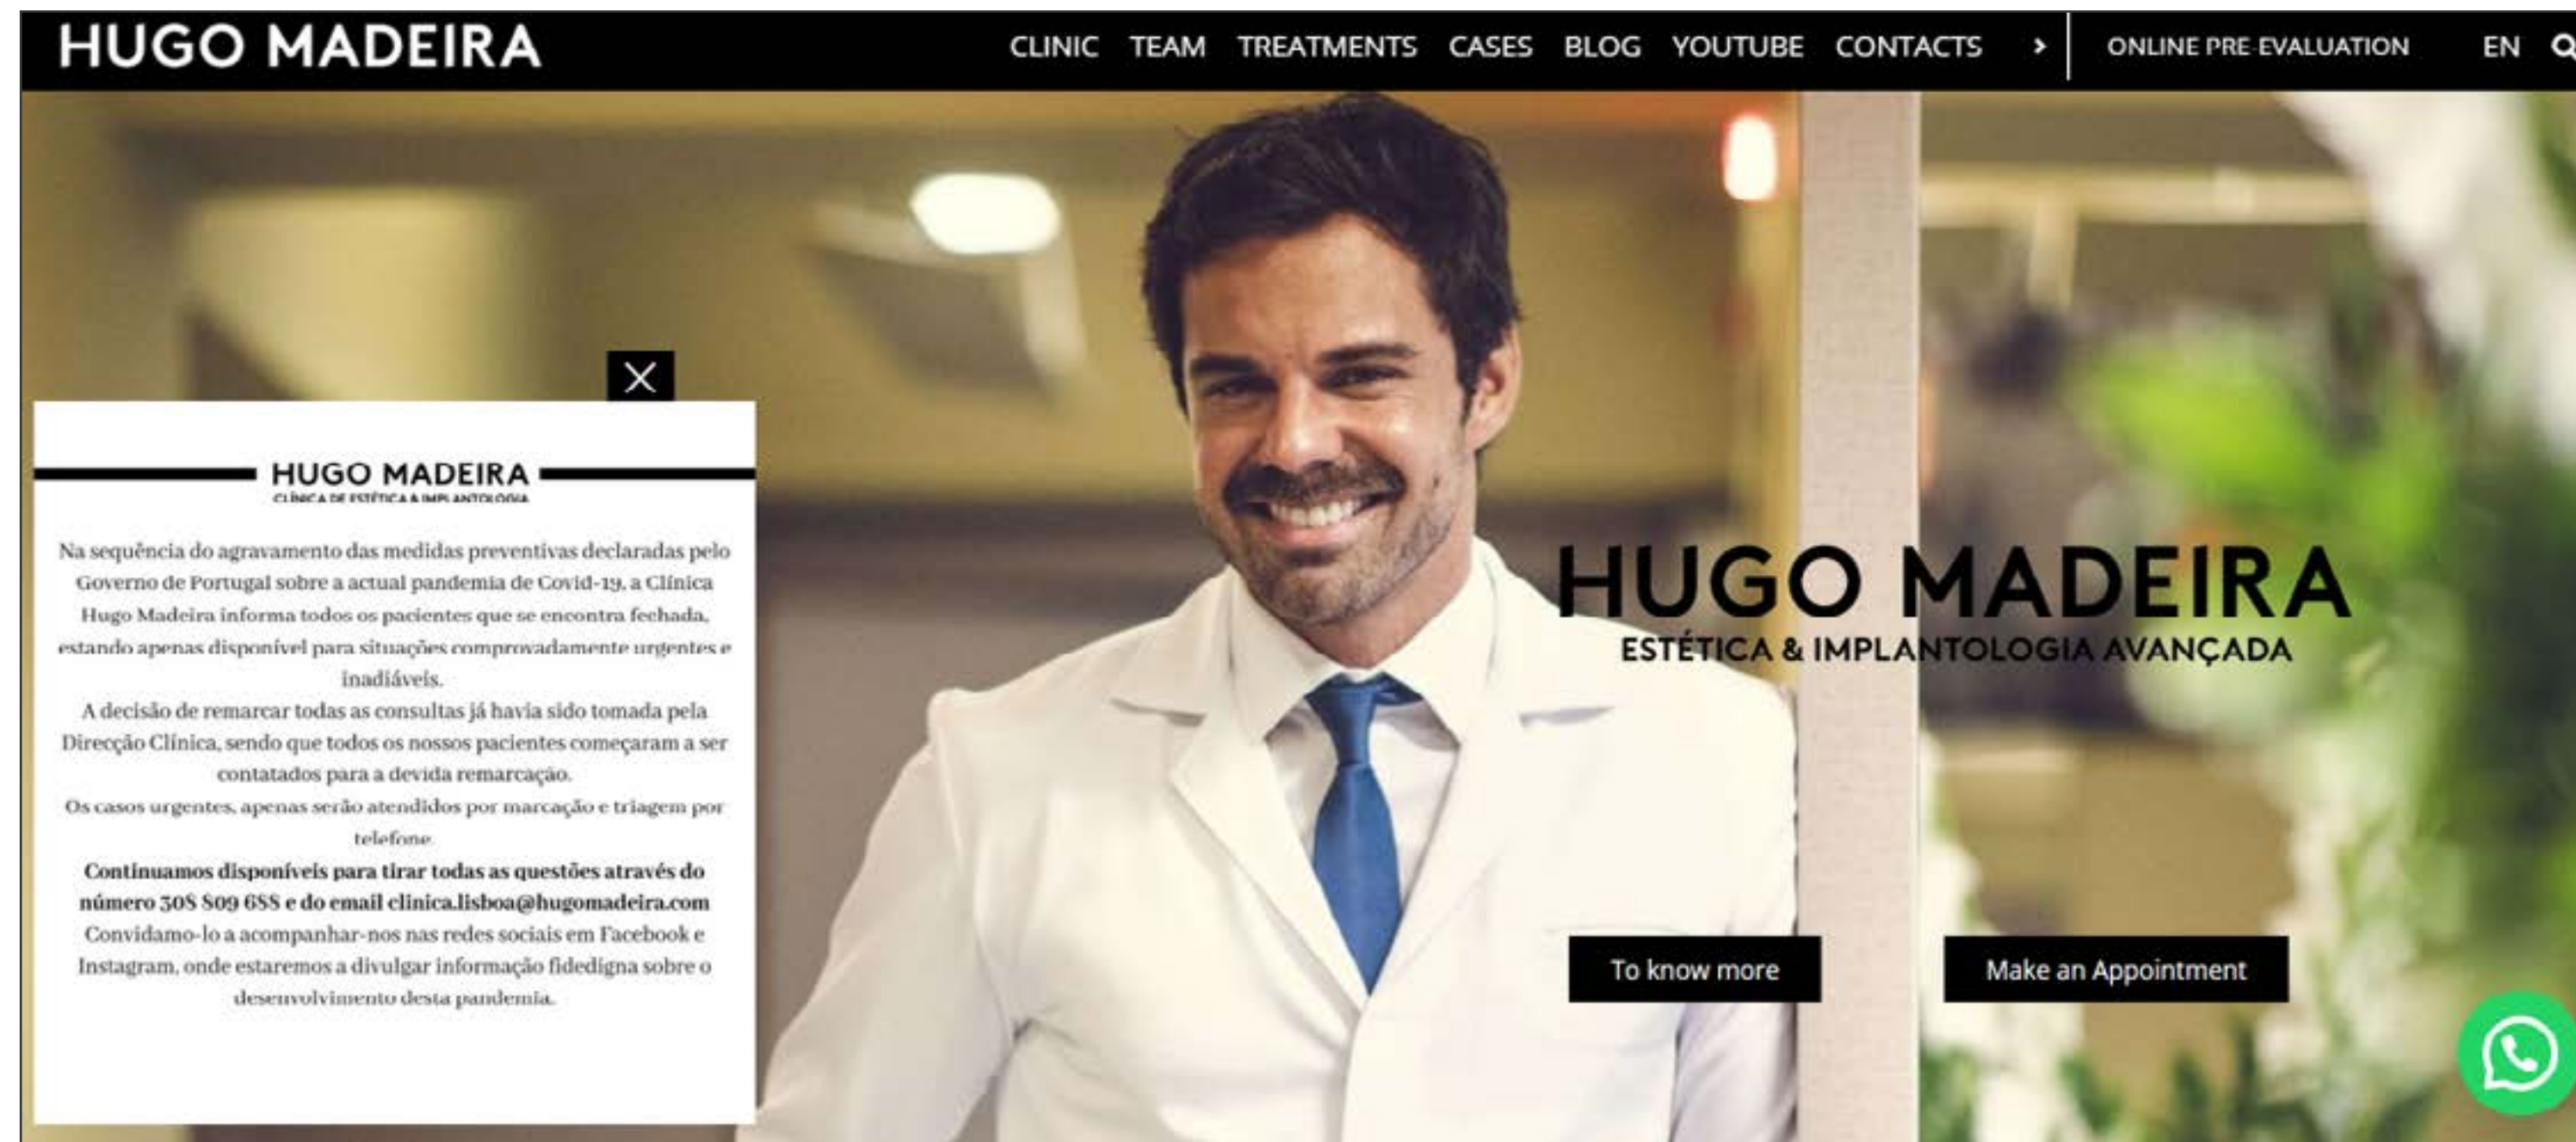 HUGO MADEIRA
CLINIC TEAM TREATMENTS CASES BLOG YOUTUBE CONTACTS > ONLINE PRE-EVALUATION EN
HUGO MADEIRA
CLÍNICA DE ESTÉTICA & IMPLANTOLOGIA
Na sequência do agravamento das medidas preventivas declaradas pelo
Governo de Portugal sobre a actual pandemia de Covid-19, a Clínica
Hugo Madeira informa todos os pacientes que se encontra fechada,
estando apenas disponível para situações comprovadamente urgentes e
inadiáveis.
A decisão de remarcar todas as consultas já havia sido tomada pela
Direcção Clínica, sendo que todos os nossos pacientes começaram a ser
contatados para a devida remarcação.
Os casos urgentes, apenas serão atendidos por marcação e triagem por
telefone.
Continuamos disponíveis para tirar todas as questões através do
número 308 809 688 e do email clinica.lisboa@hugomadeira.com
Convidamo-lo a acompanhar-nos nas redes sociais em Facebook e
Instagram, onde estaremos a divulgar informação fidedigna sobre o
desenvolvimento desta pandemia.
HUGO MADEIRA
ESTÉTICA & IMPLANTOLOGIA AVANÇADA
To know more
Make an Appointment